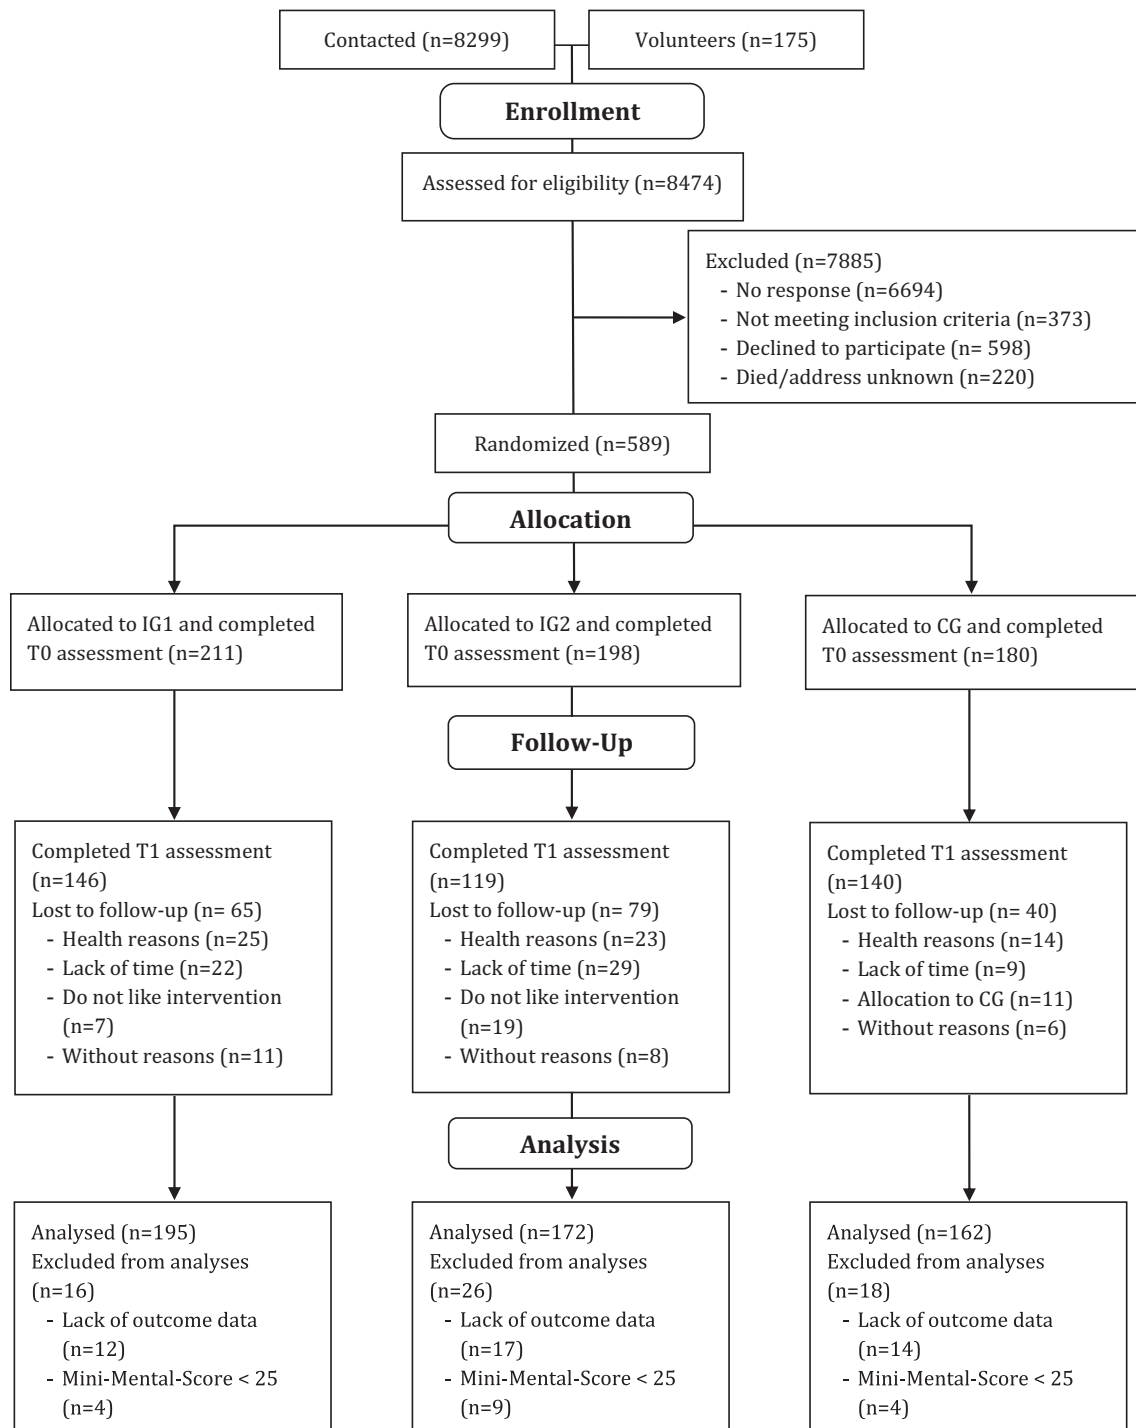 Contacted (n=8299)
Volunteers (n=175)
Enrollment
Assessed for eligibility (n=8474)
Excluded (n=7885)
- No response (n=6694)
- Not meeting inclusion criteria (n=373)
- Declined to participate (n= 598)
- Died/address unknown (n=220)
Randomized (n=589)
Allocation
Allocated to IG1 and completed
T0 assessment (n=211)
Allocated to IG2 and completed
T0 assessment (n=198)
Allocated to CG and completed
T0 assessment (n=180)
Follow-Up
Completed T1 assessment
(n=146)
Lost to follow-up (n= 65)
- Health reasons (n=25)
- Lack of time (n=22)
- Do not like intervention
(n=7)
- Without reasons (n=11)
Completed T1 assessment
(n=119)
Lost to follow-up (n= 79)
- Health reasons (n=23)
- Lack of time (n=29)
- Do not like intervention
(n=19)
- Without reasons (n=8)
Completed T1 assessment
(n=140)
Lost to follow-up (n= 40)
- Health reasons (n=14)
- Lack of time (n=9)
- Allocation to CG (n=11)
- Without reasons (n=6)
Analysis
Analysed (n=195)
Excluded from analyses
(n=16)
- Lack of outcome data
(n=12)
- Mini-Mental-Score < 25
(n=4)
Analysed (n=172)
Excluded from analyses
(n=26)
- Lack of outcome data
(n=17)
- Mini-Mental-Score < 25
(n=9)
Analysed (n=162)
Excluded from analyses
(n=18)
- Lack of outcome data
(n=14)
- Mini-Mental-Score < 25
(n=4)